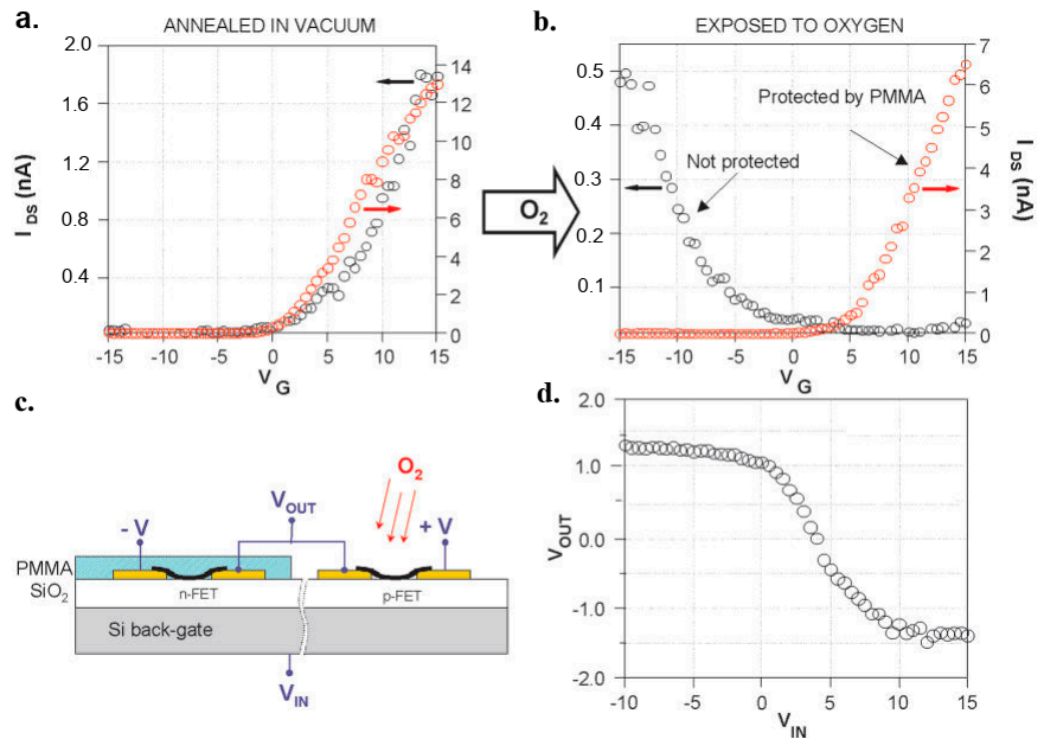 a.
ANNEALED IN VACUUM
2.0
1.6
1.2
0.8
0.4
I DS (nA)
14
12
10
8
6
4
2
0
-15 -10 -5 0 5 10 15
V G
O2
b.
EXPOSED TO OXYGEN
0.5
0.4
0.3
0.2
0.1
7
6
5
4
3
2
1
0
I DS (nA)
Protected by PMMA
Not protected
-15 -10 -5 0 5 10 15
V G
c.
O2
VOUT
- V
+ V
PMMA
SiO2
n-FET
p-FET
Si back-gate
VIN
d.
2.0
1.0
0.0
-1.0
-2.0
VOUT
-10 -5 0 5 10 15
VIN